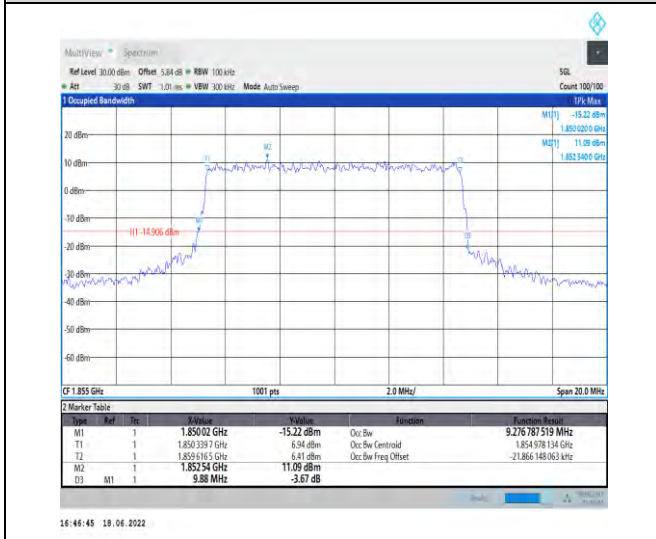 MultiView Spectrum
Ref Level 30.00 dBm Offset 5.84 dB RBW 100 kHz SGL
Att 30 dB SWT 1.01 ms VBW 300 kHz Mode Auto Sweep Count 100/100
1 Occupied Bandwidth 1Pk Max
M1[1] -15.22 dBm
1.850 020 0 GHz
M2[1] 11.09 dBm
1.852 540 0 GHz
20 dBm
M2
T1
T2
10 dBm
0 dBm
-10 dBm
M1
H1 -14.906 dBm
D3
-20 dBm
-30 dBm
-40 dBm
-50 dBm
-60 dBm
CF 1.855 GHz 1001 pts 2.0 MHz/ Span 20.0 MHz
2 Marker Table
Type Ref Trc X-Value Y-Value Function Function Result
M1 1 1.85002 GHz -15.22 dBm Occ Bw 9.276 787 519 MHz
T1 1 1.850 339 7 GHz 6.94 dBm Occ Bw Centroid 1.854 978 134 GHz
T2 1 1.859 616 5 GHz 6.41 dBm Occ Bw Freq Offset -21.866 148 063 kHz
M2 1 1.85254 GHz 11.09 dBm
D3 M1 1 9.88 MHz -3.67 dB
16:46:45 18.06.2022